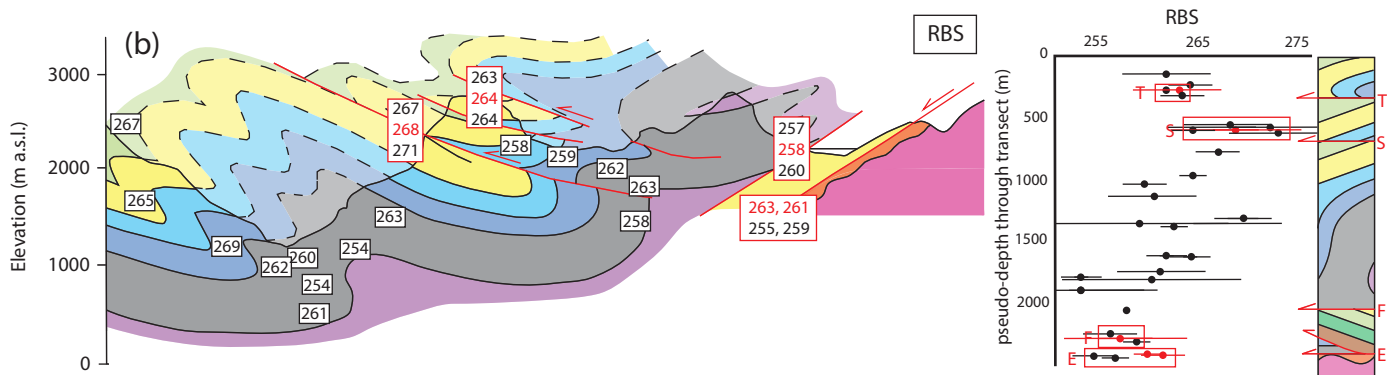 (b)
RBS
Elevation (m a.s.l.)
3000
2000
1000
0
267
265
269
262
260
254
261
254
263
267
268
271
263
264
264
258
259
262
263
258
257
258
260
263, 261
255, 259
RBS
255
265
275
pseudo-depth through transect (m)
0
500
1000
1500
2000
T
S
F
E
T
S
F
E